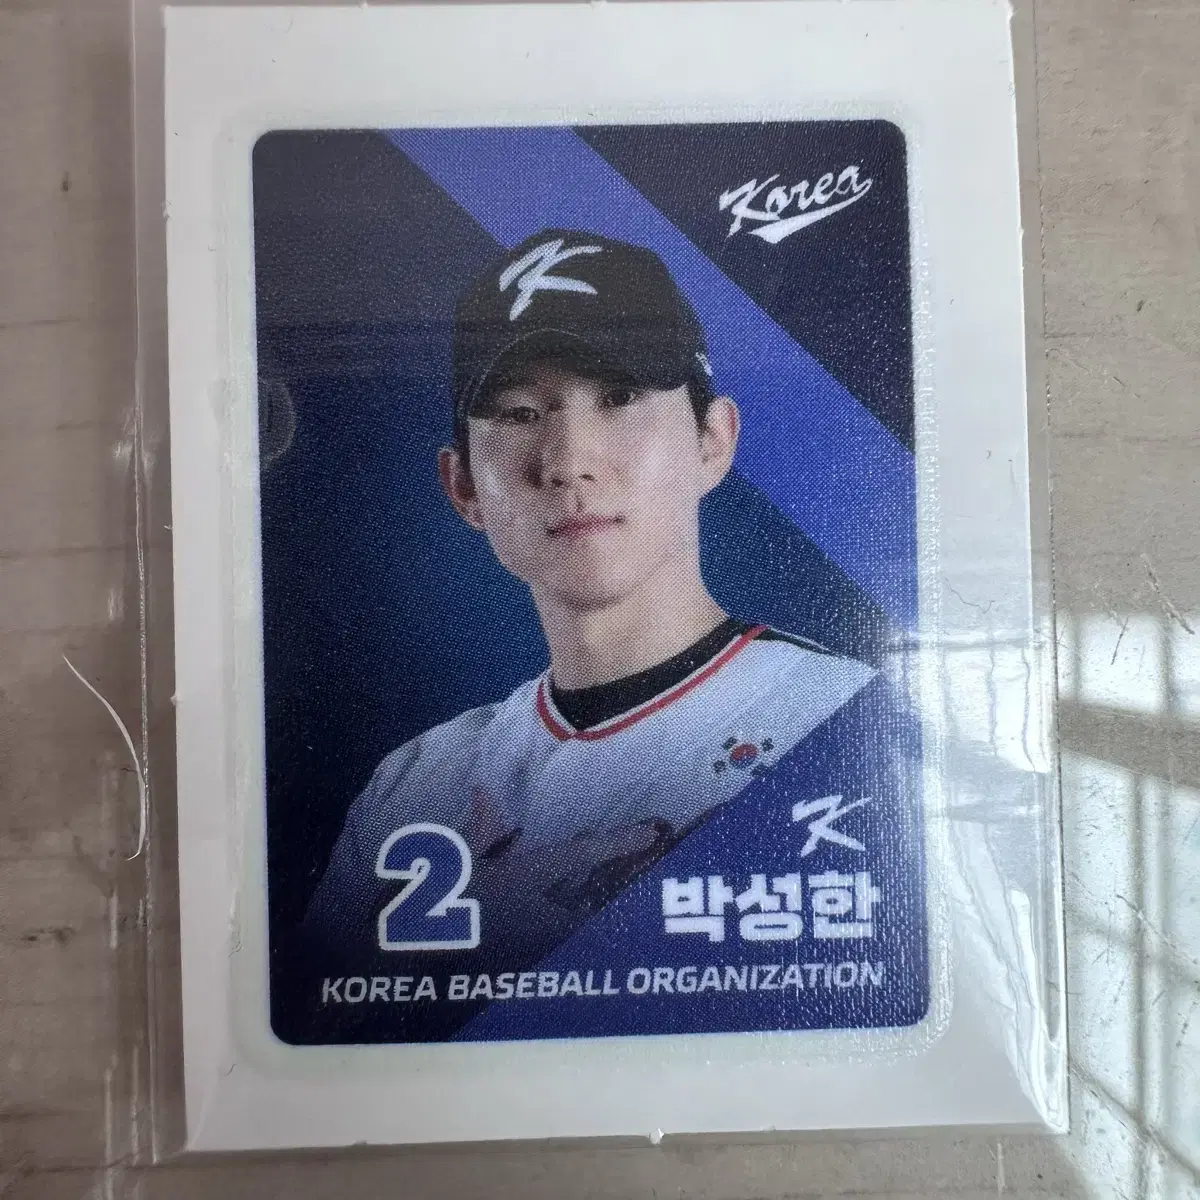 Korea
K
K
2
박성한
KOREA BASEBALL ORGANIZATION